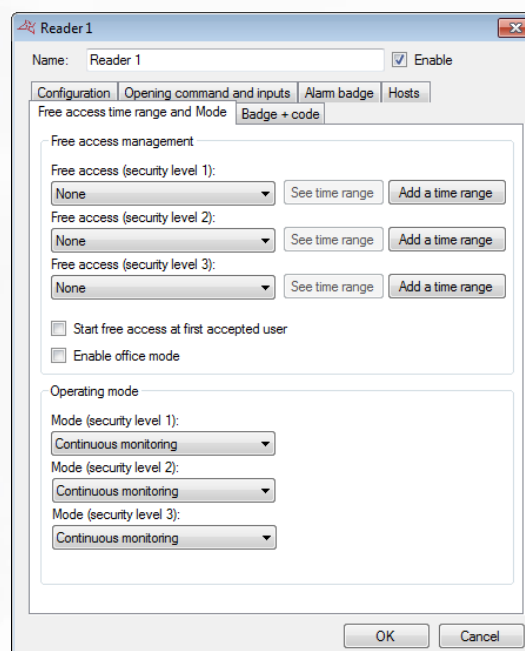 Reader 1
Name: Reader 1 Enable
Configuration Opening command and inputs Alarm badge Hosts
Free access time range and Mode Badge + code
Free access management
Free access (security level 1):
None See time range Add a time range
Free access (security level 2):
None See time range Add a time range
Free access (security level 3):
None See time range Add a time range
Start free access at first accepted user
Enable office mode
Operating mode
Mode (security level 1):
Continuous monitoring
Mode (security level 2):
Continuous monitoring
Mode (security level 3):
Continuous monitoring
OK Cancel